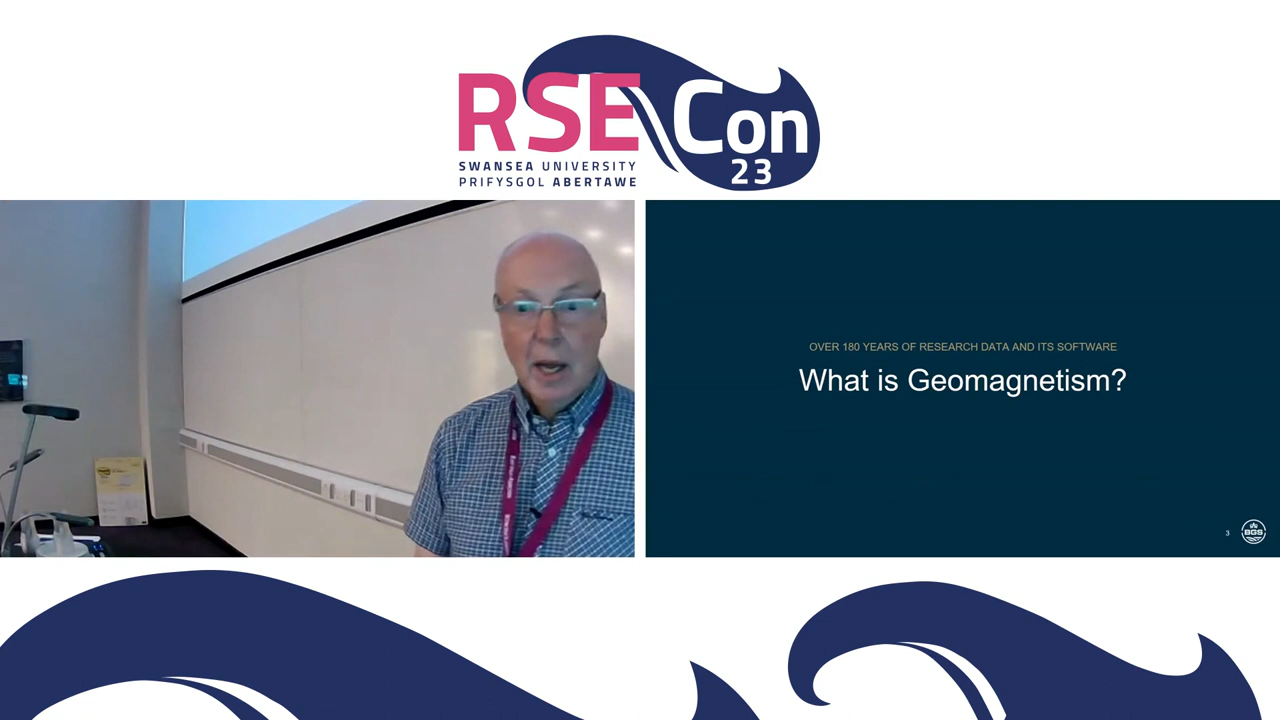 RSE Con
23
SWANSEA UNIVERSITY
PRIFYSGOL ABERTAWE
OVER 180 YEARS OF RESEARCH DATA AND ITS SOFTWARE
What is Geomagnetism?
3
BGS